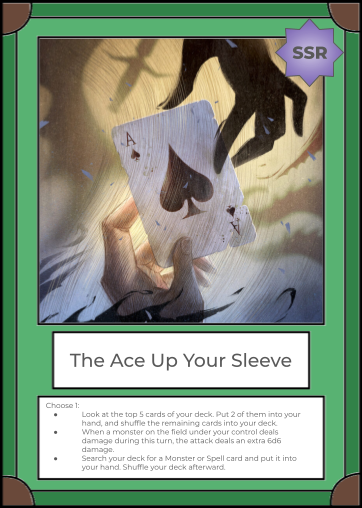 SSR
A
A
The Ace Up Your Sleeve
Choose 1:
● Look at the top 5 cards of your deck. Put 2 of them into your
hand, and shuffle the remaining cards into your deck.
● When a monster on the field under your control deals
damage during this turn, the attack deals an extra 6d6
damage.
● Search your deck for a Monster or Spell card and put it into
your hand. Shuffle your deck afterward.